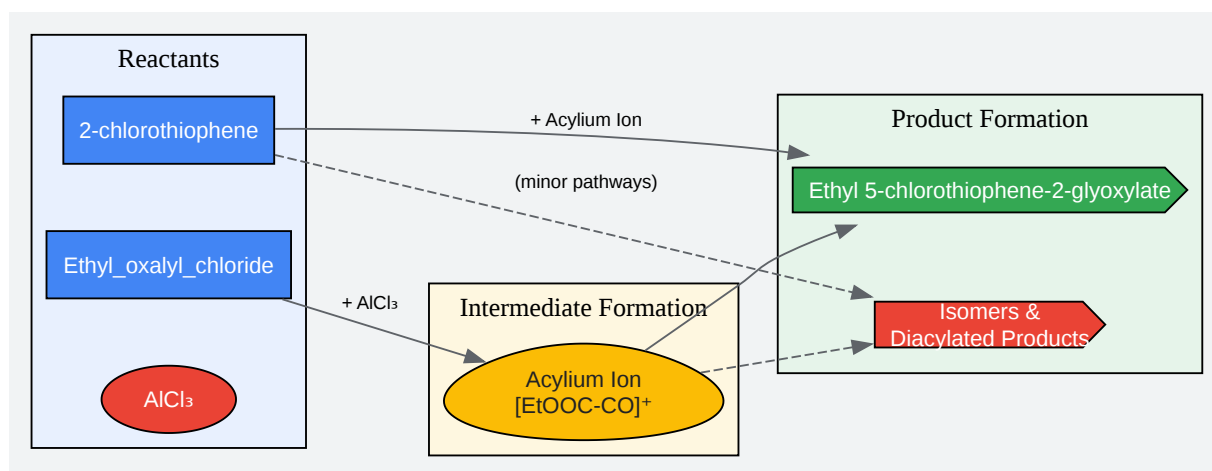 Reactants
2-chlorothiophene
Ethyl_oxalyl_chloride
AlCl₃
+ Acylium Ion
(minor pathways)
+ AlCl₃
Intermediate Formation
Acylium Ion
[EtOOC-CO]⁺
Product Formation
Ethyl 5-chlorothiophene-2-glyoxylate
Isomers &
Diacylated Products